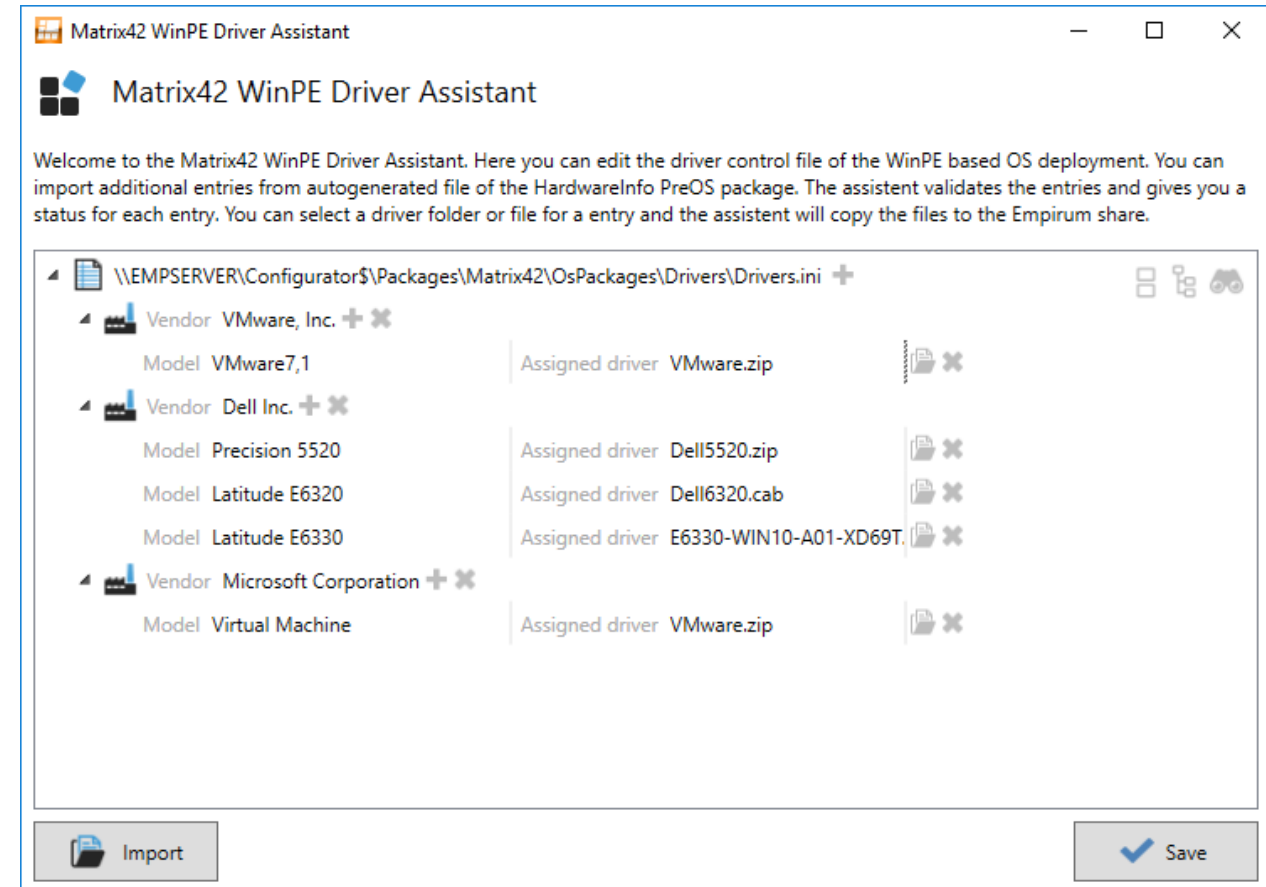 Matrix42 WinPE Driver Assistant
Matrix42 WinPE Driver Assistant
Welcome to the Matrix42 WinPE Driver Assistant. Here you can edit the driver control file of the WinPE based OS deployment. You can
import additional entries from autogenerated file of the HardwareInfo PreOS package. The assistent validates the entries and gives you a
status for each entry. You can select a driver folder or file for a entry and the assistent will copy the files to the Empirum share.
\\EMPSERVER\Configurator$\Packages\Matrix42\OsPackages\Drivers\Drivers.ini
Vendor VMware, Inc.
Model VMware7,1 Assigned driver VMware.zip
Vendor Dell Inc.
Model Precision 5520 Assigned driver Dell5520.zip
Model Latitude E6320 Assigned driver Dell6320.cab
Model Latitude E6330 Assigned driver E6330-WIN10-A01-XD69T.
Vendor Microsoft Corporation
Model Virtual Machine Assigned driver VMware.zip
Import Save